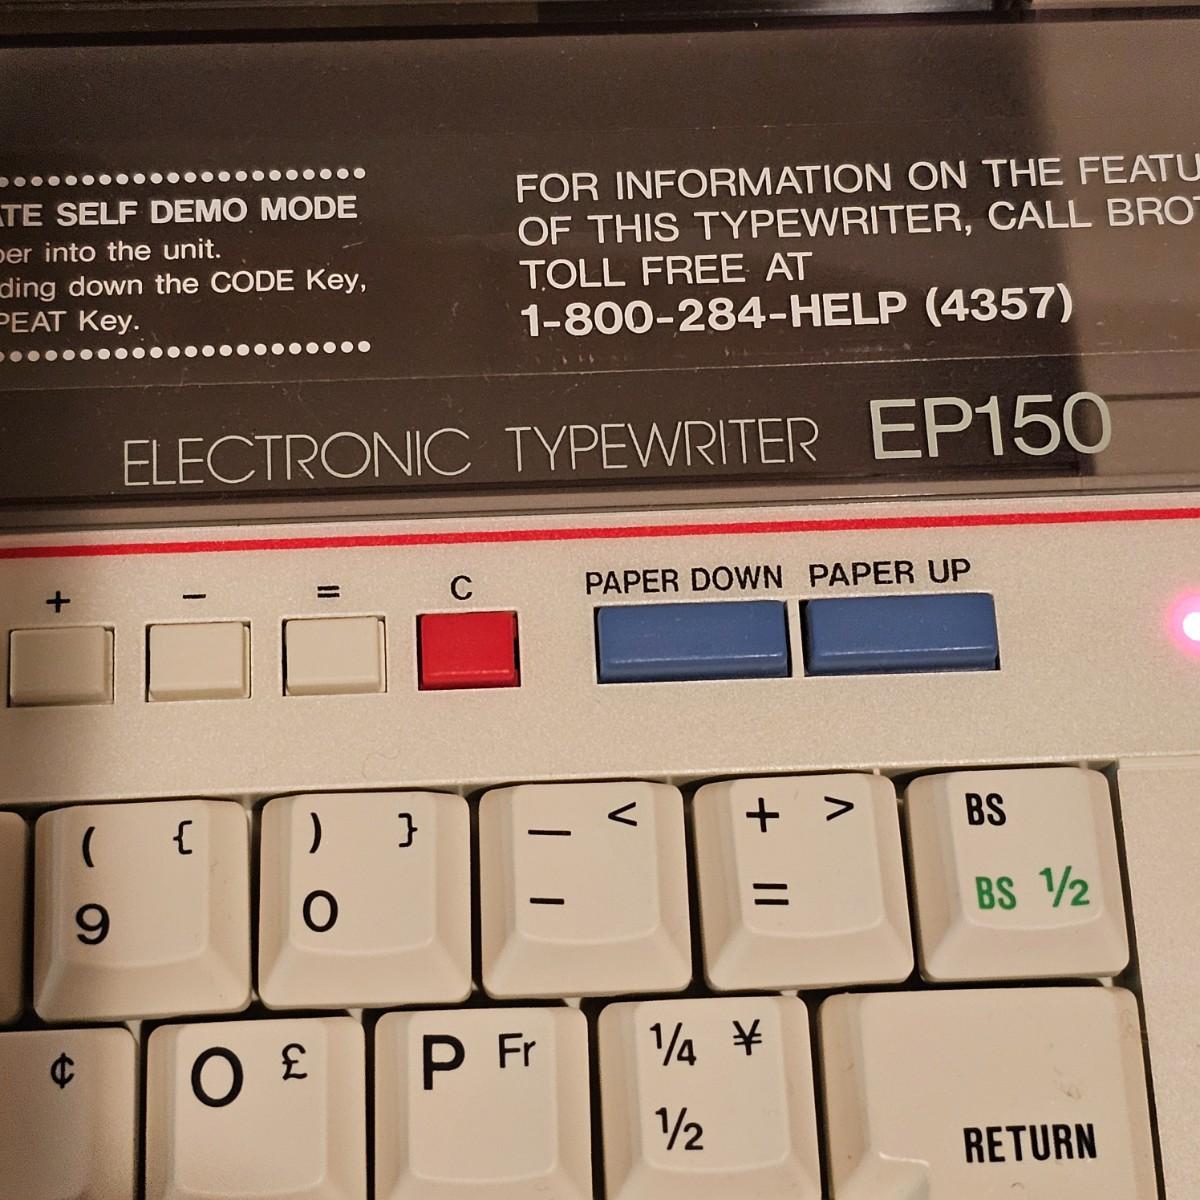 ATE SELF DEMO MODE
per into the unit.
ding down the CODE Key,
PEAT Key.
FOR INFORMATION ON THE FEATU
OF THIS TYPEWRITER, CALL BROT
TOLL FREE AT
1-800-284-HELP (4357)
ELECTRONIC TYPEWRITER EP150
+ − = C PAPER DOWN PAPER UP
( { ) } — < + > BS
9 0 - = BS ½
¢ O £ P Fr ¼ ¥
½ RETURN